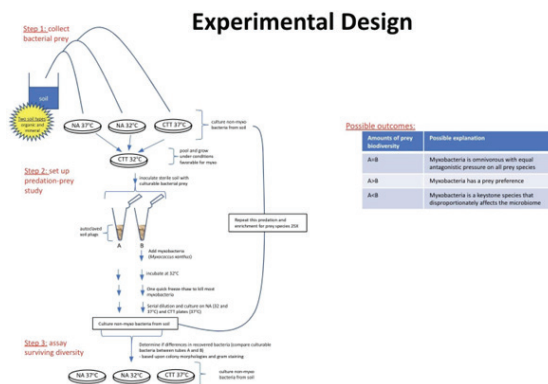 Experimental Design
Step 1: collect
bacterial prey
soil
Two soil types
organic and
mineral
NA 37°C
NA 32°C
CTT 37°C
culture non-myxo
bacteria from soil
pool and grow
under conditions
favorable for myxo
CTT 32°C
Step 2: set up
predation-prey
study
inoculate sterile soil with
culturable bacterial prey
autoclaved
soil plugs
A
B
Add myxobacteria
(Myxococcus xanthus)
incubate at 32°C
One quick freeze-thaw to kill most
myxobacteria
Serial dilution and culture on NA (32 and
37°C) and CTT plates (37°C)
Repeat this predation and
enrichment for prey species 2SX
Culture non-myxo bacteria from soil
Step 3: assay
surviving diversity
Determine if differences in recovered bacteria (compare culturable
bacteria between tubes A and B)
- based upon colony morphologies and gram staining
NA 37°C
NA 32°C
CTT 37°C
culture non-myxo
bacteria from soil
Possible outcomes:
Amounts of prey
biodiversity
Possible explanation
A=B
Myxobacteria is omnivorous with equal
antagonistic pressure on all prey species
A>B
Myxobacteria has a prey preference
A<B
Myxobacteria is a keystone species that
disproportionately affects the microbiome